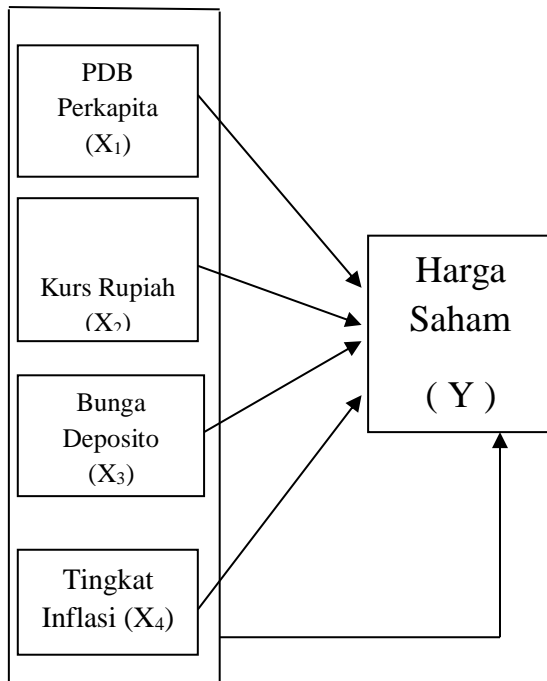 PDB
Perkapita
(X₁)
Kurs Rupiah
(X₂)
Bunga
Deposito
(X₃)
Tingkat
Inflasi (X₄)
Harga
Saham
( Y )